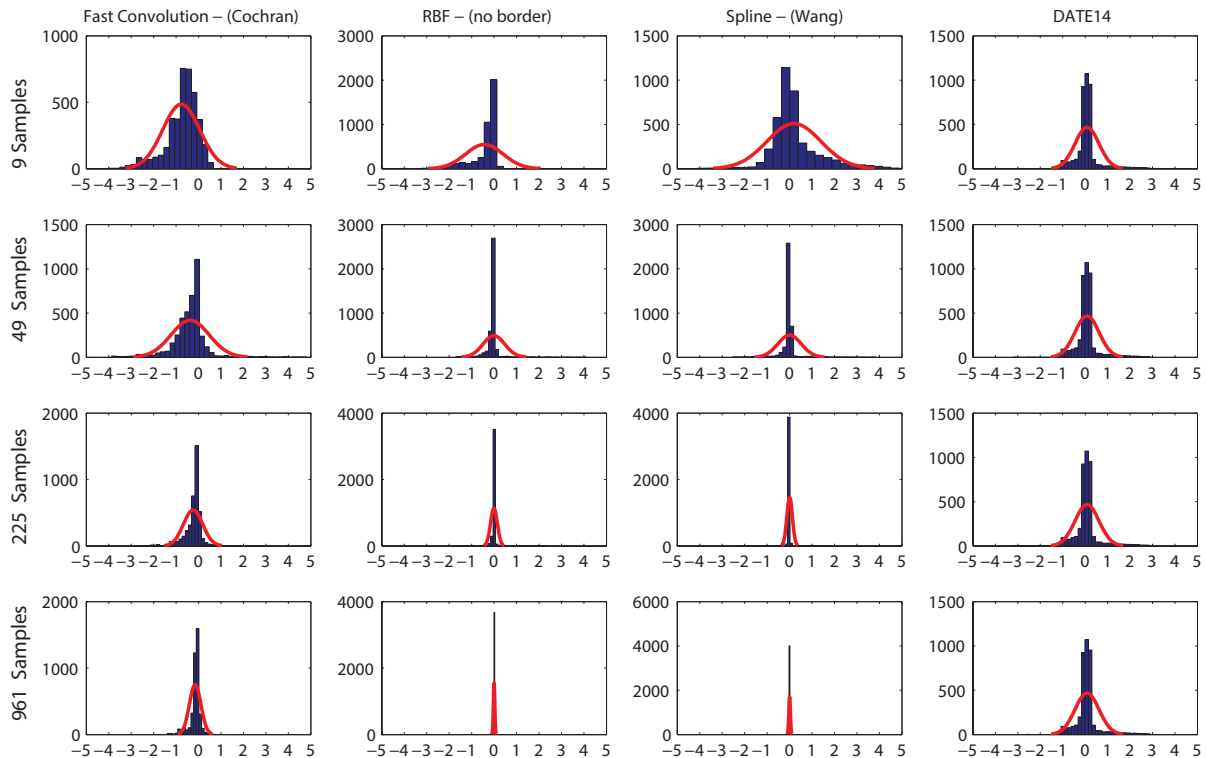 Fast Convolution − (Cochran) RBF − (no border) Spline − (Wang) DATE14
9 Samples
1000 3000 1500 1500
500 2000 1000 1000
0 1000 500 500
0 0 0
−5 −4 −3 −2 −1 0 1 2 3 4 5 −5 −4 −3 −2 −1 0 1 2 3 4 5 −5 −4 −3 −2 −1 0 1 2 3 4 5 −5 −4 −3 −2 −1 0 1 2 3 4 5
49 Samples
1500 3000 3000 1500
1000 2000 2000 1000
500 1000 1000 500
0 0 0 0
−5 −4 −3 −2 −1 0 1 2 3 4 5 −5 −4 −3 −2 −1 0 1 2 3 4 5 −5 −4 −3 −2 −1 0 1 2 3 4 5 −5 −4 −3 −2 −1 0 1 2 3 4 5
225 Samples
2000 4000 4000 1500
1000 2000 2000 1000
0 0 0 500
0
−5 −4 −3 −2 −1 0 1 2 3 4 5 −5 −4 −3 −2 −1 0 1 2 3 4 5 −5 −4 −3 −2 −1 0 1 2 3 4 5 −5 −4 −3 −2 −1 0 1 2 3 4 5
961 Samples
2000 4000 6000 1500
1000 2000 4000 1000
0 0 2000 500
0 0
−5 −4 −3 −2 −1 0 1 2 3 4 5 −5 −4 −3 −2 −1 0 1 2 3 4 5 −5 −4 −3 −2 −1 0 1 2 3 4 5 −5 −4 −3 −2 −1 0 1 2 3 4 5